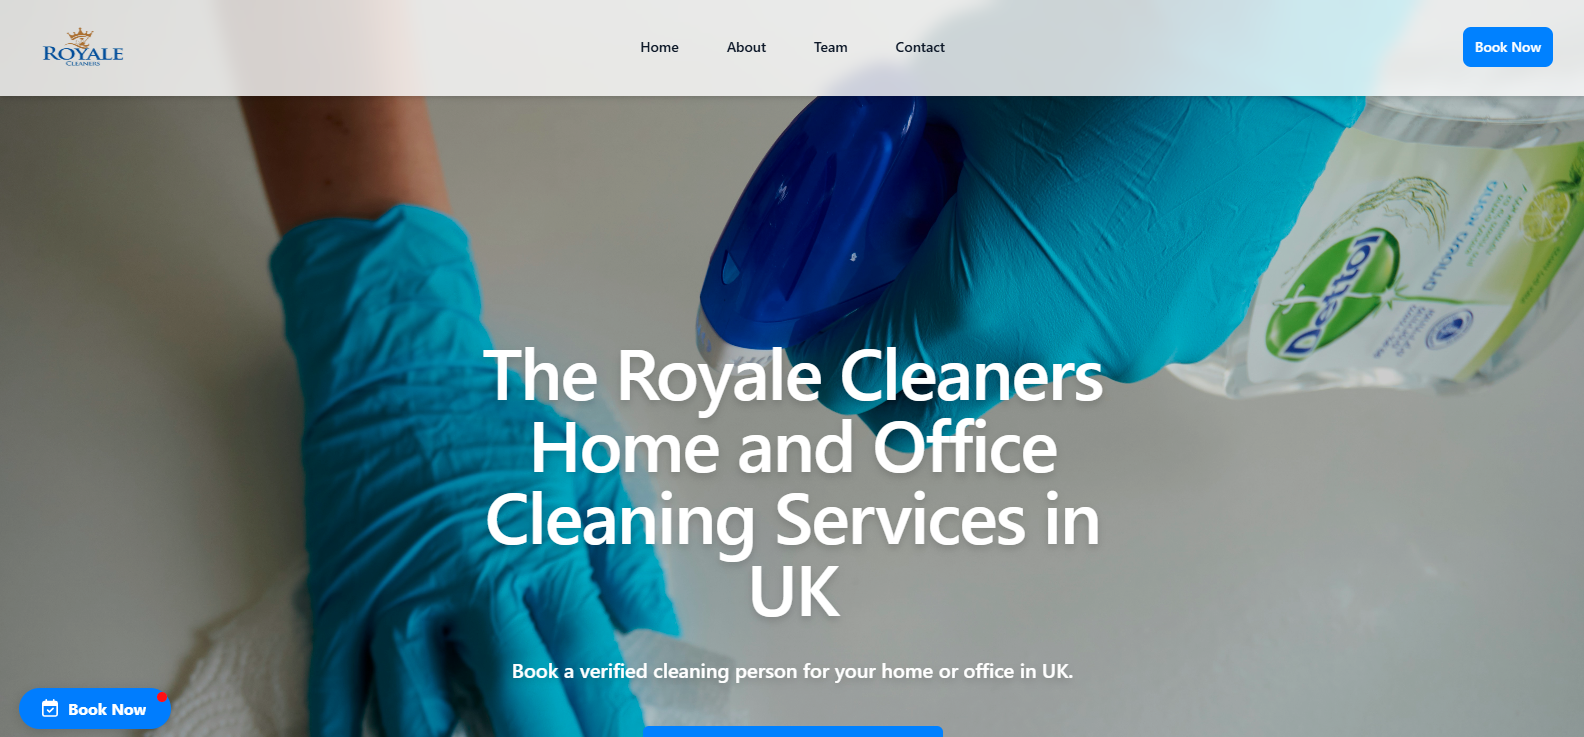 ROYALE
CLEANERS
Home
About
Team
Contact
Book Now
Dettol
The Royale Cleaners
Home and Office
Cleaning Services in
UK
Book a verified cleaning person for your home or office in UK.
Book Now